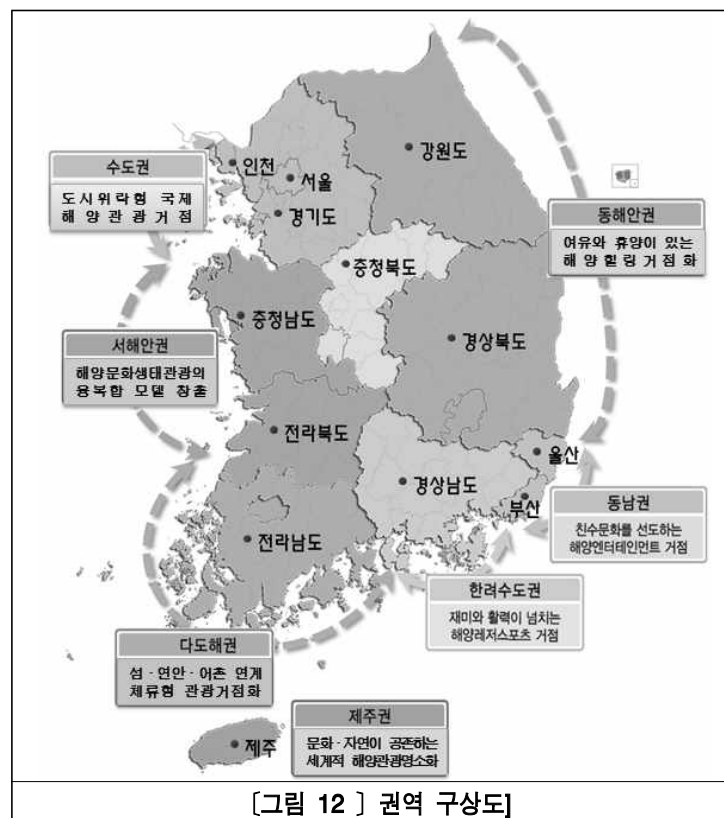 강원도
인천
서울
경기도
수도권
도시위락형 국제
해양관광거점
동해안권
여유와 휴양이 있는
해양힐링거점화
충청북도
충청남도
경상북도
서해안권
해양문화생태관광의
융복합 모델 창출
전라북도
울산
경상남도
부산
동남권
친수문화를 선도하는
해양엔터테인먼트 거점
전라남도
한려수도권
재미와 활력이 넘치는
해양레저스포츠 거점
다도해권
섬·연안·어촌 연계
체류형 관광거점화
제주권
문화·자연이 공존하는
세계적 해양관광명소화
제주
[그림 12 ] 권역 구상도]